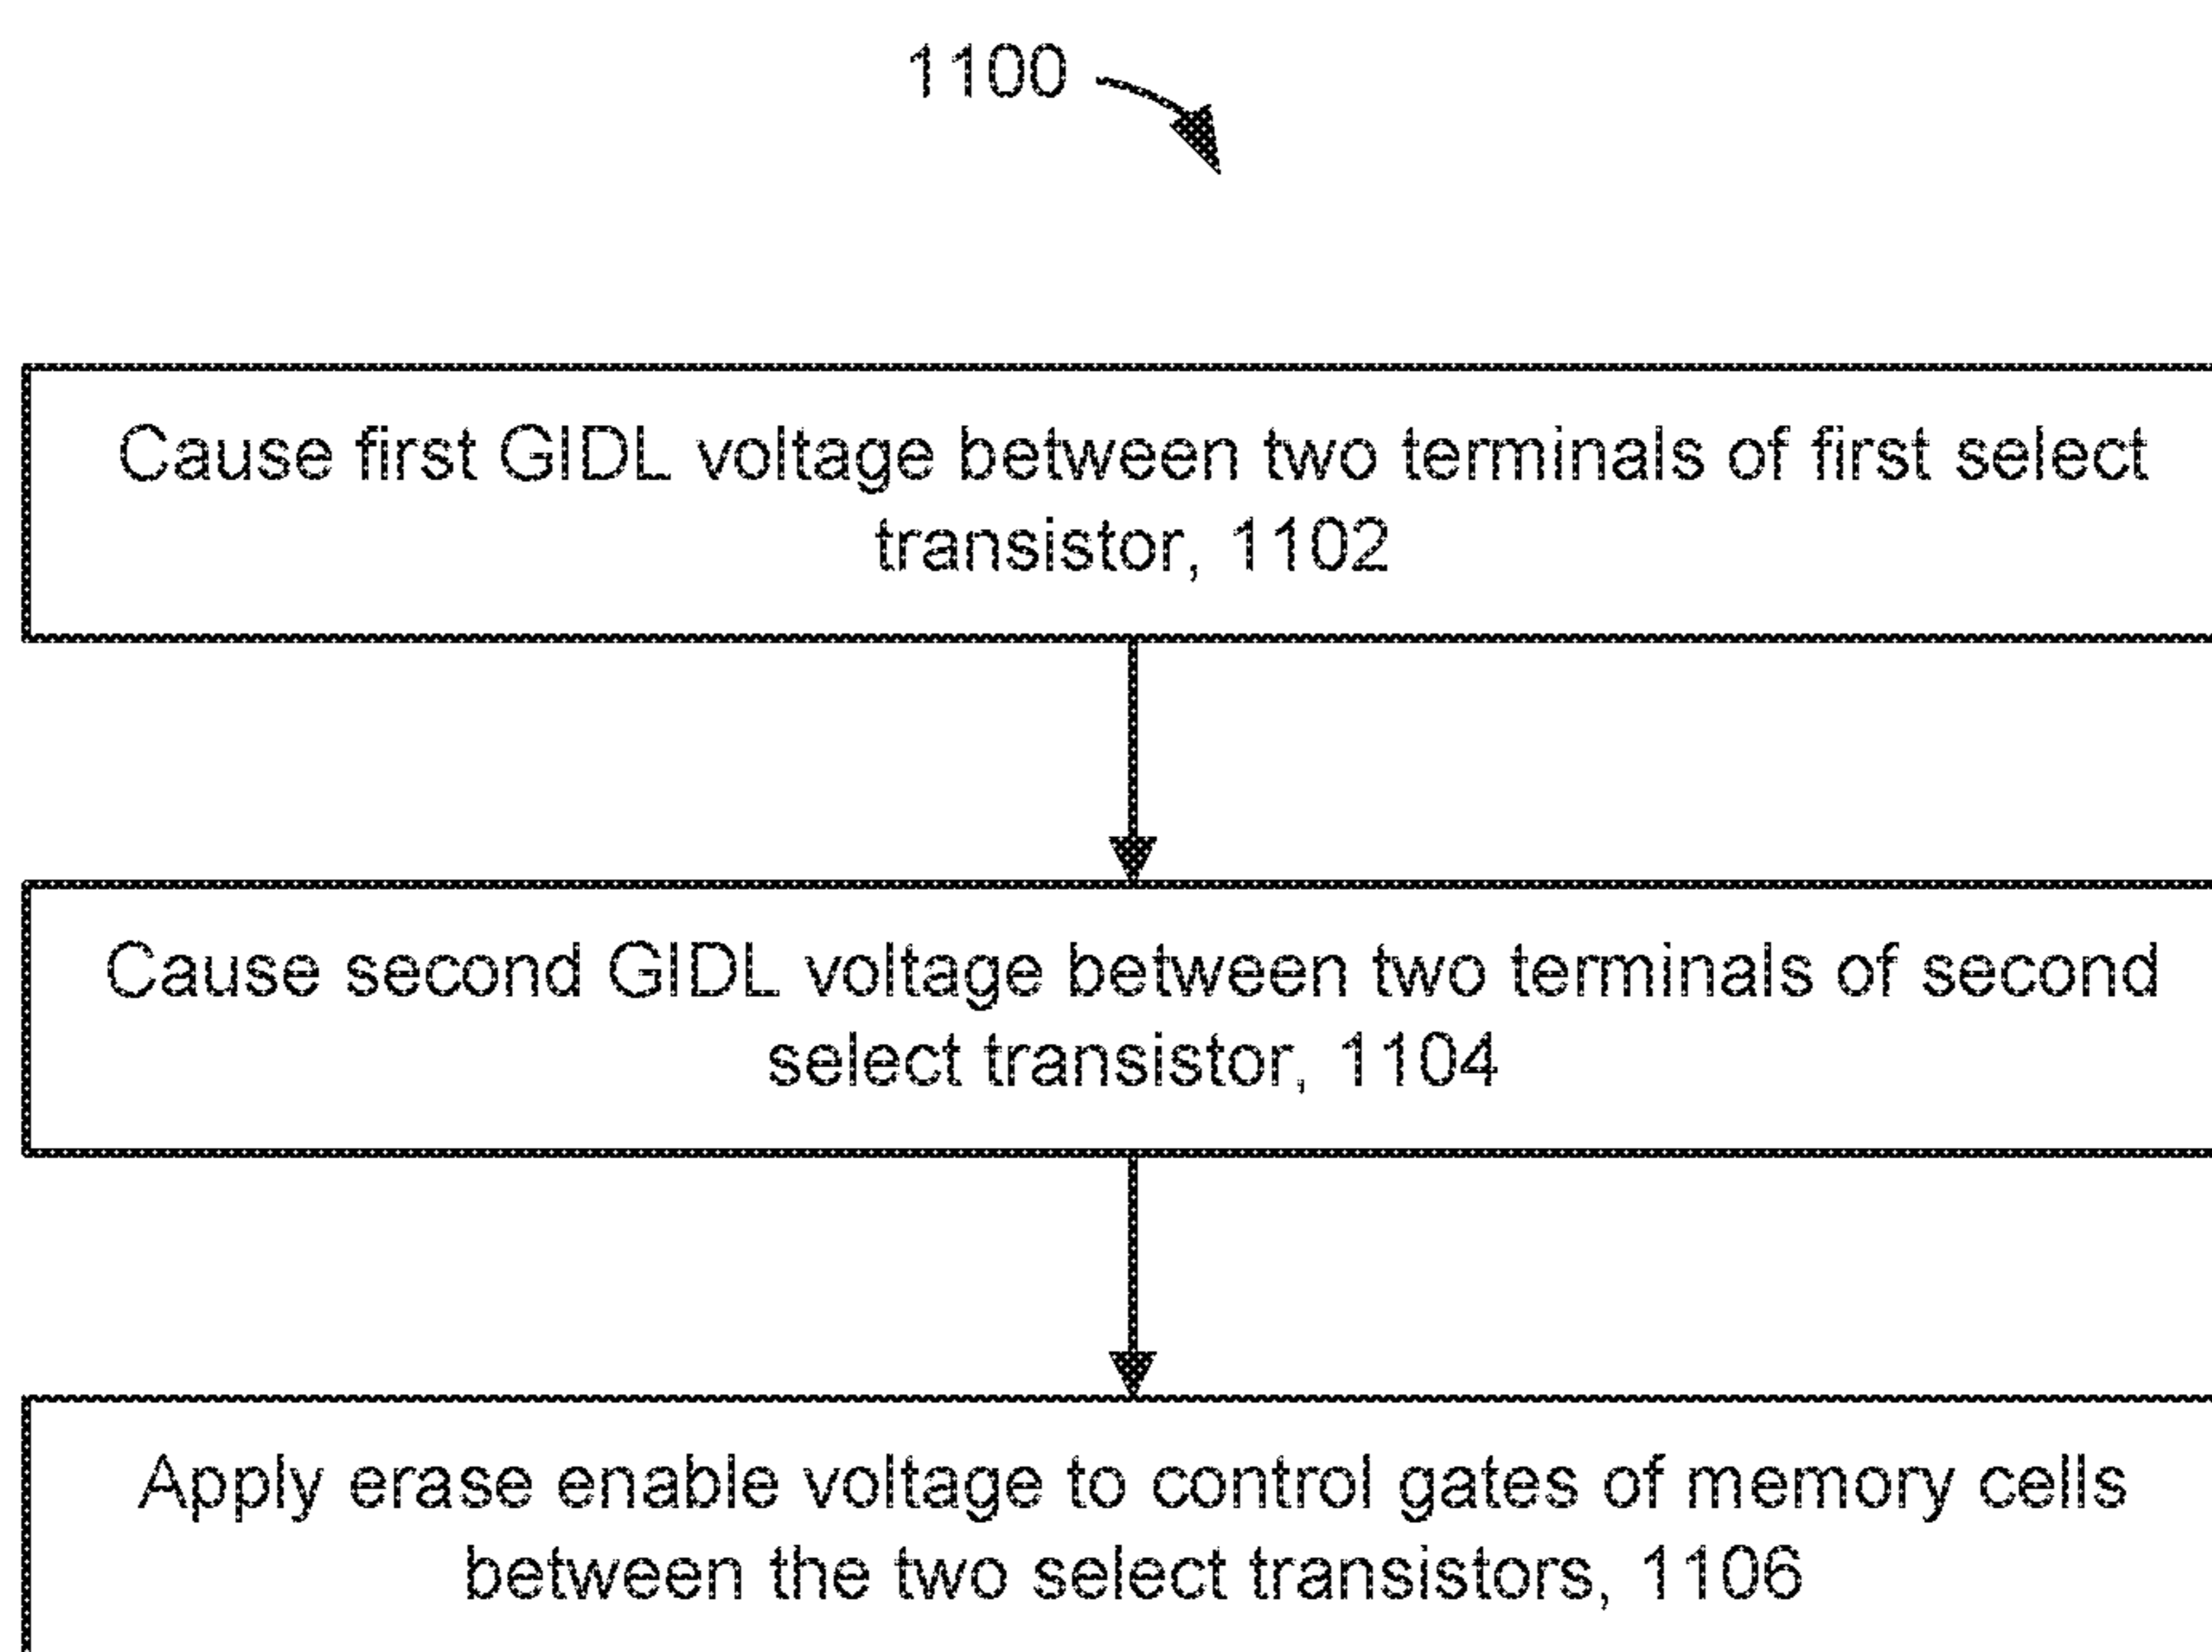 1100
Cause first GIDL voltage between two terminals of first select
transistor, 1102
Cause second GIDL voltage between two terminals of second
select transistor, 1104
Apply erase enable voltage to control gates of memory cells
between the two select transistors, 1106